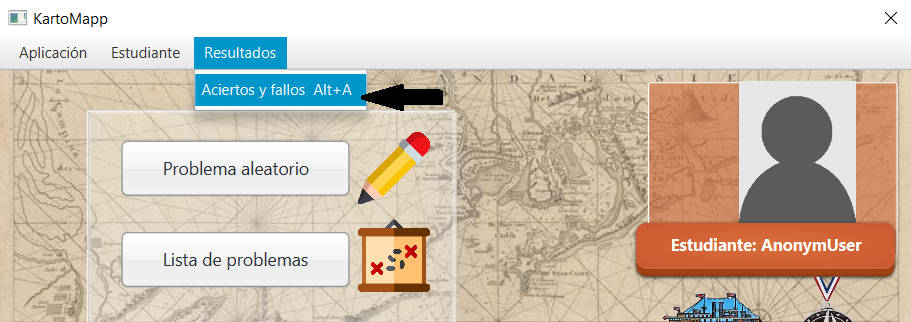 KartoMapp
Aplicación Estudiante Resultados
Aciertos y fallos Alt+A
Problema aleatorio
Lista de problemas
Estudiante: AnonymUser